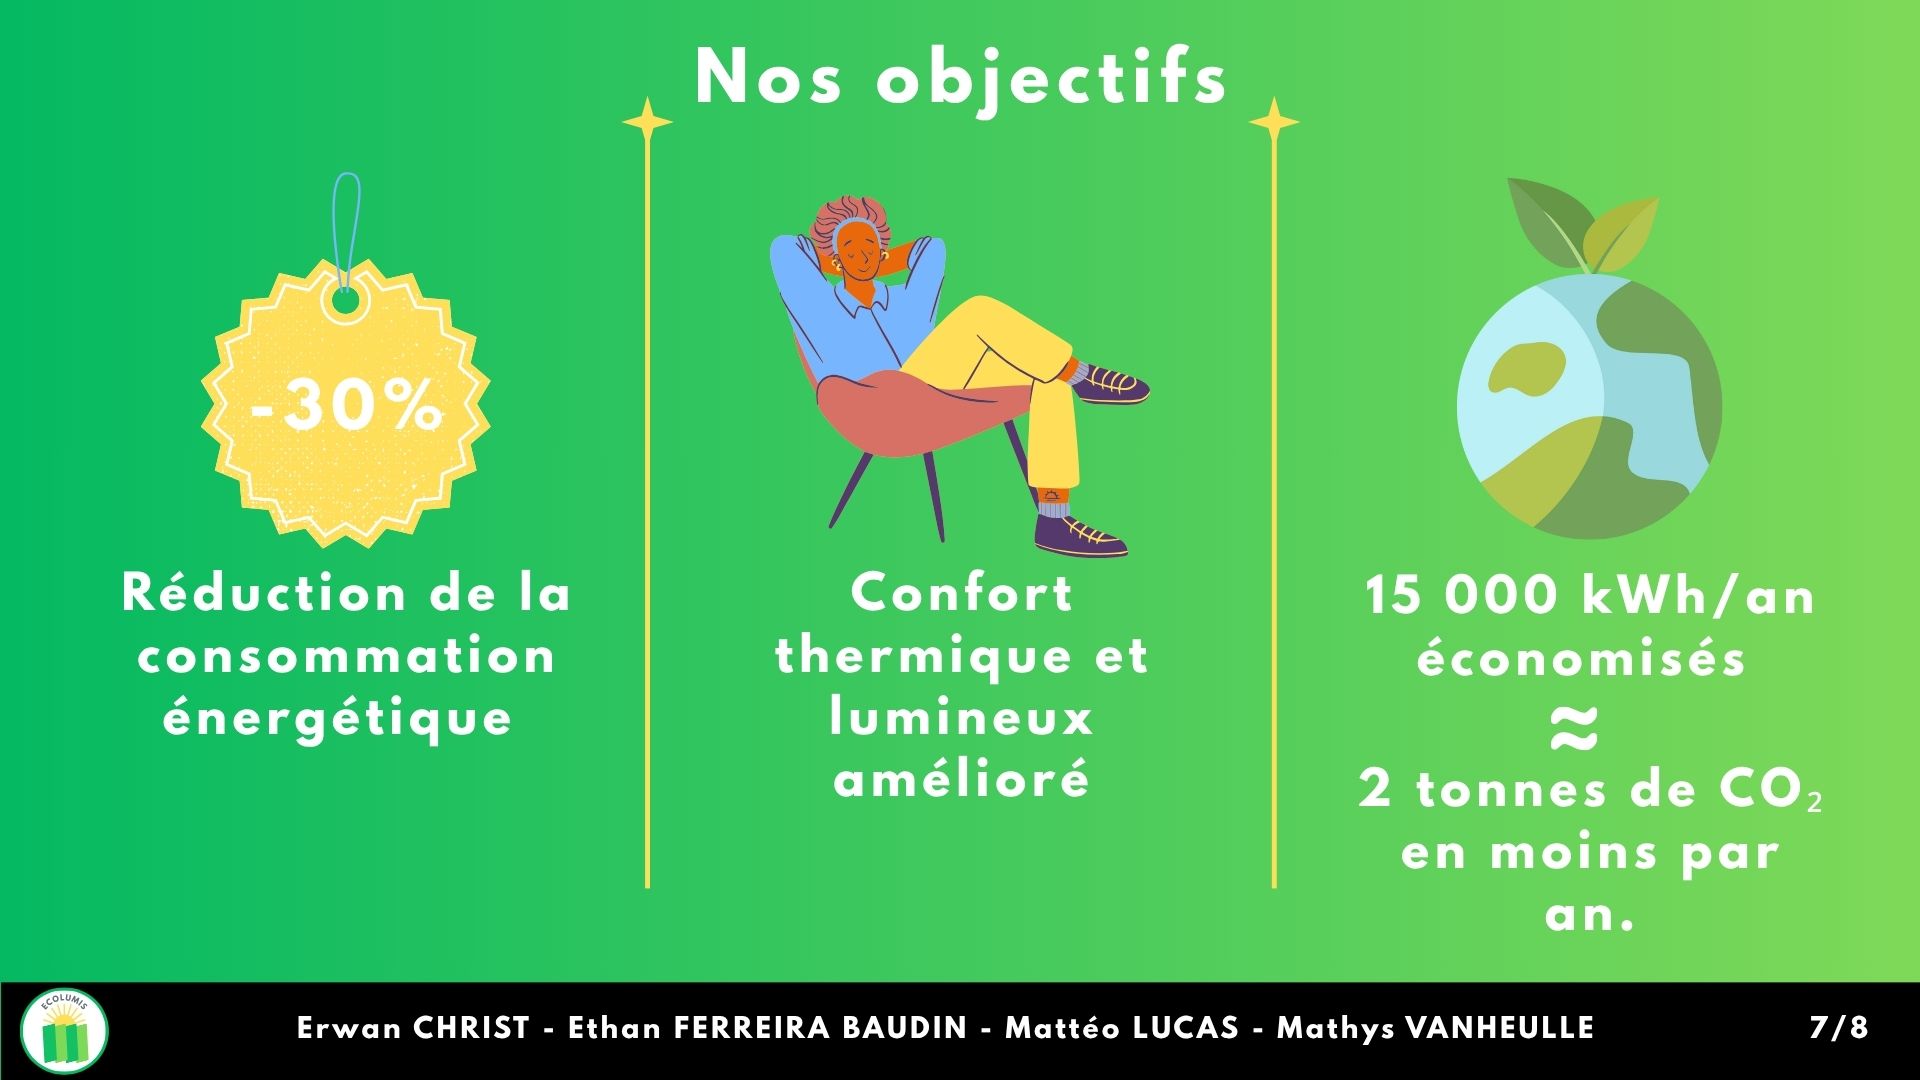 Nos objectifs
-30%
Réduction de la
consommation
énergétique
Confort
thermique et
lumineux
amélioré
15 000 kWh/an
économisés
≈
2 tonnes de CO₂
en moins par
an.
ECOLUMIS
Erwan CHRIST - Ethan FERREIRA BAUDIN - Mattéo LUCAS - Mathys VANHEULLE
7/8